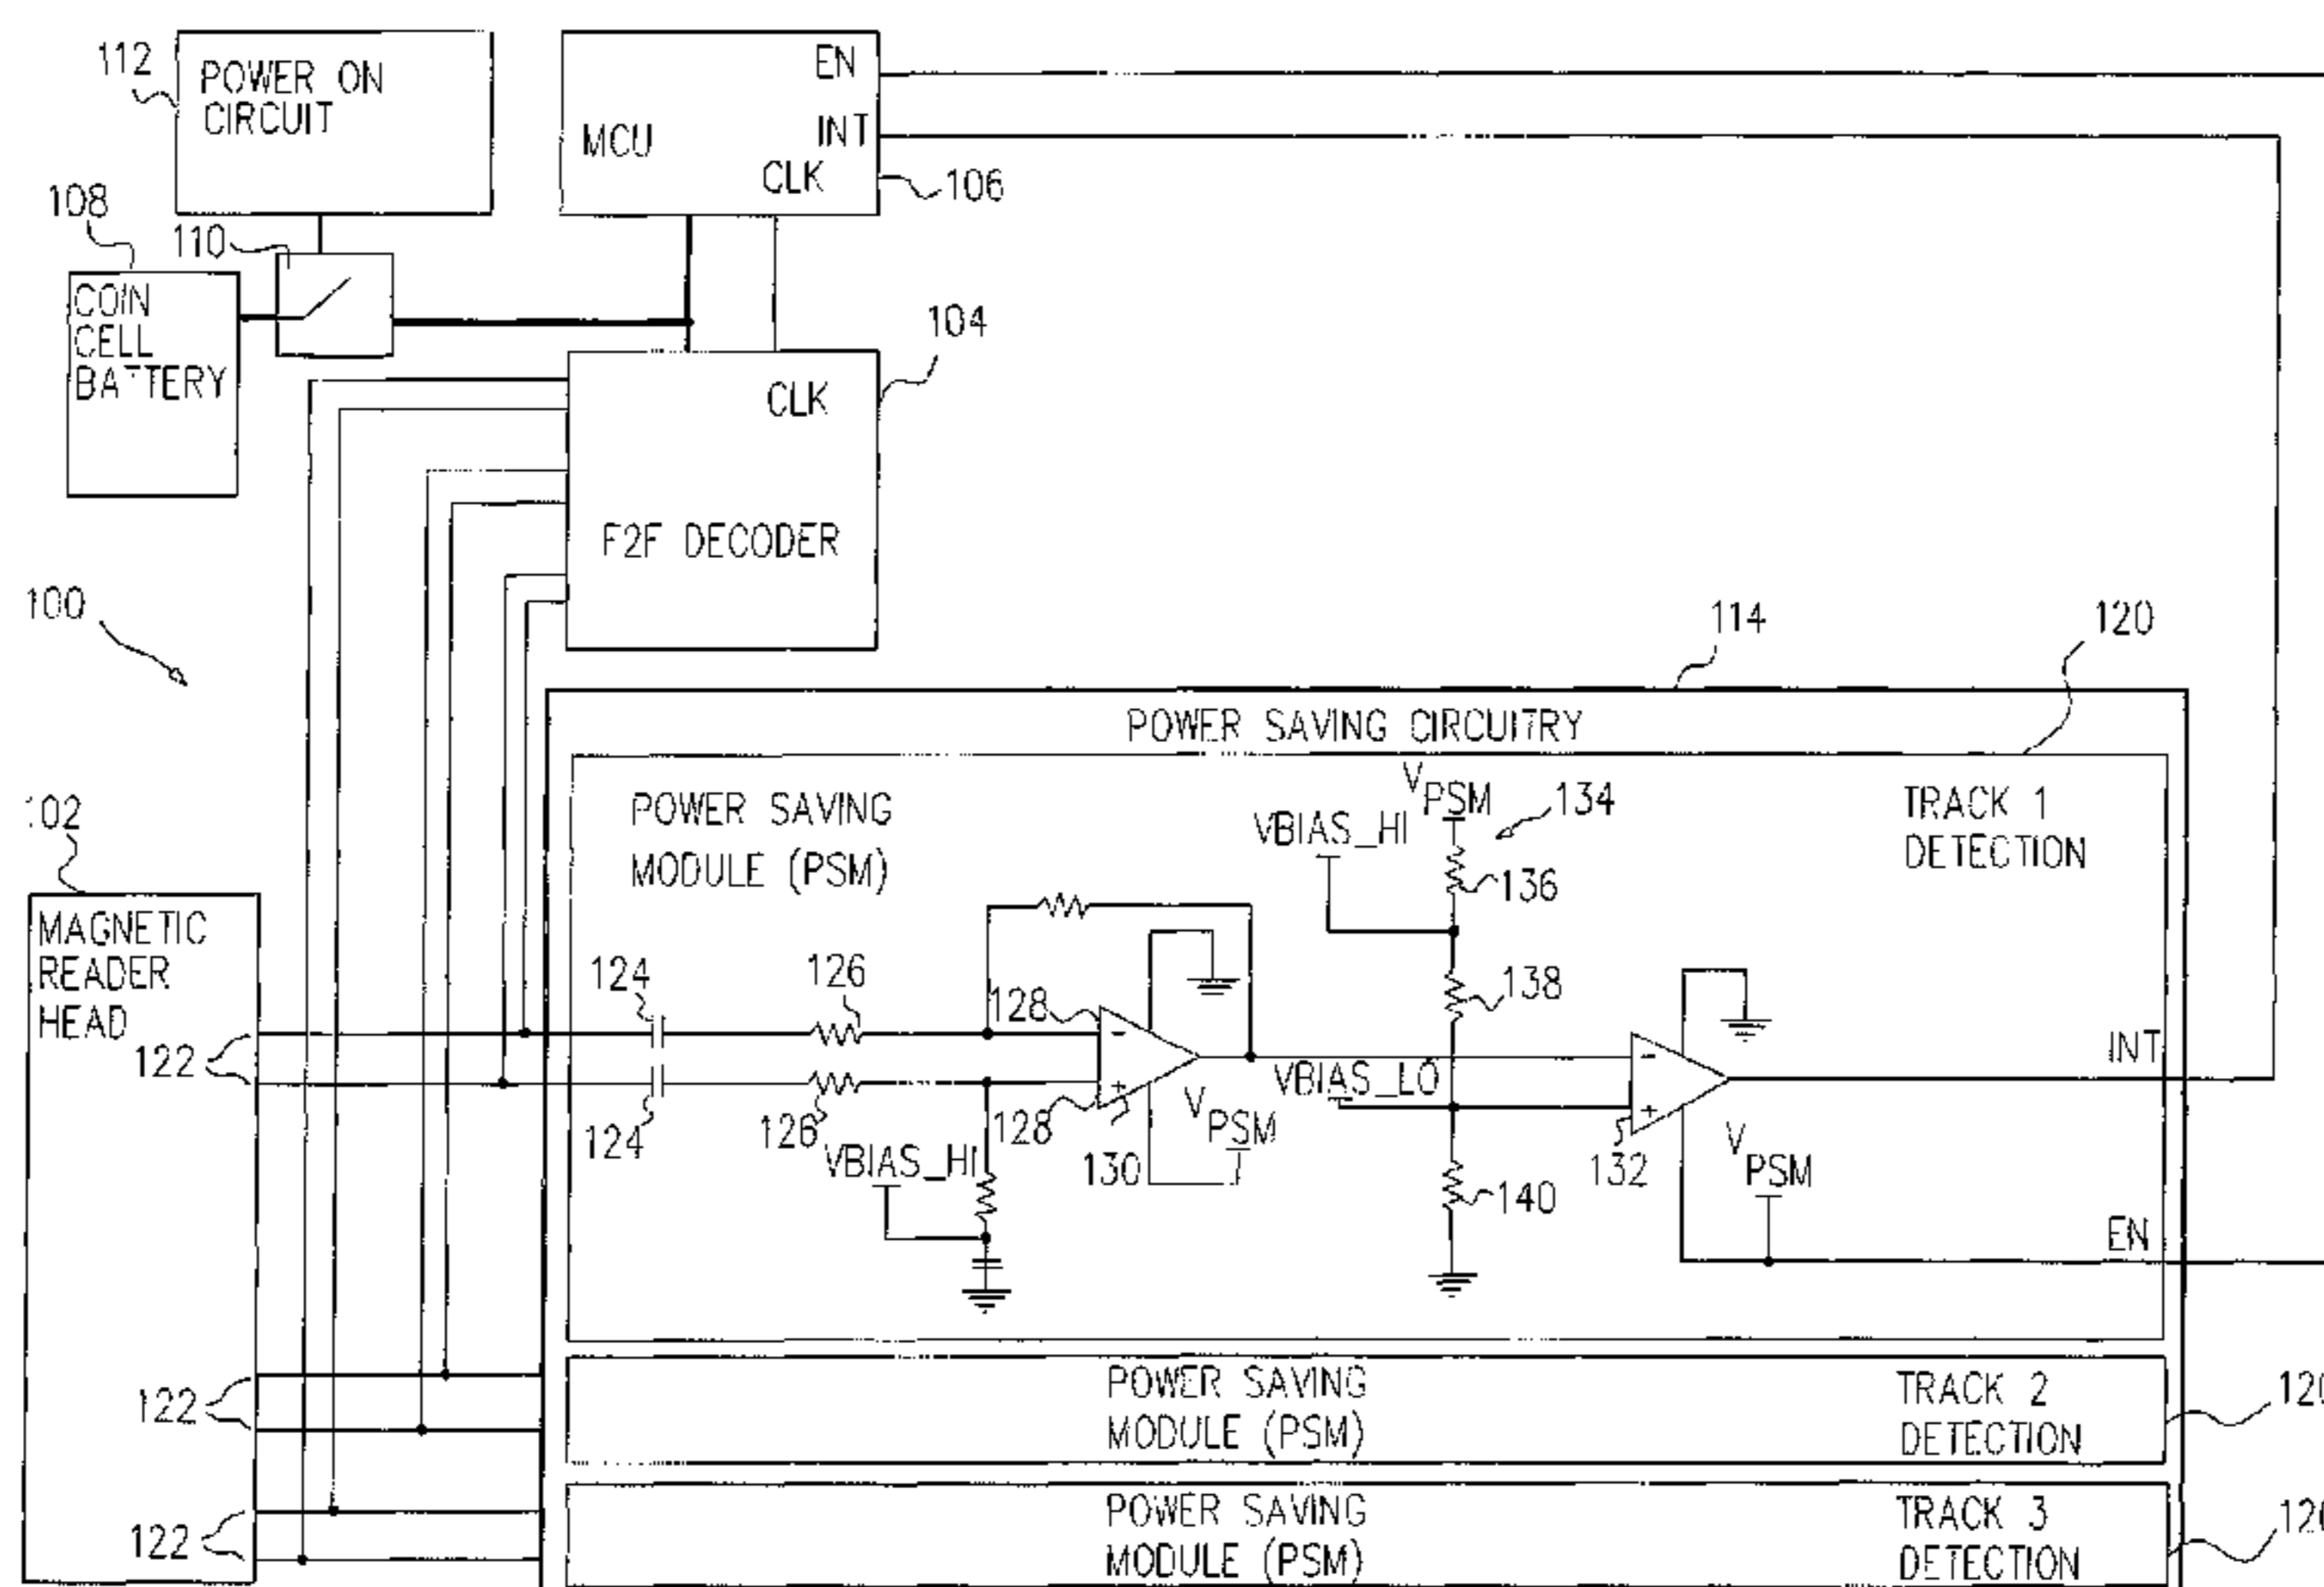 112
POWER ON
CIRCUIT
EN
INT
MCU
CLK
106
108
110
COIN
CELL
BATTERY
104
CLK
F2F DECODER
100
114
120
POWER SAVING CIRCUITRY
102
MAGNETIC
READER
HEAD
POWER SAVING
MODULE (PSM)
VPSM
134
VBIAS_HI
TRACK 1
DETECTION
136
124
126
128
138
122
INT
VBIAS_LO
124
126
128
VPSM
130
VBIAS_HI
132
VPSM
140
EN
122
POWER SAVING
MODULE (PSM)
TRACK 2
DETECTION
122
POWER SAVING
MODULE (PSM)
TRACK 3
DETECTION